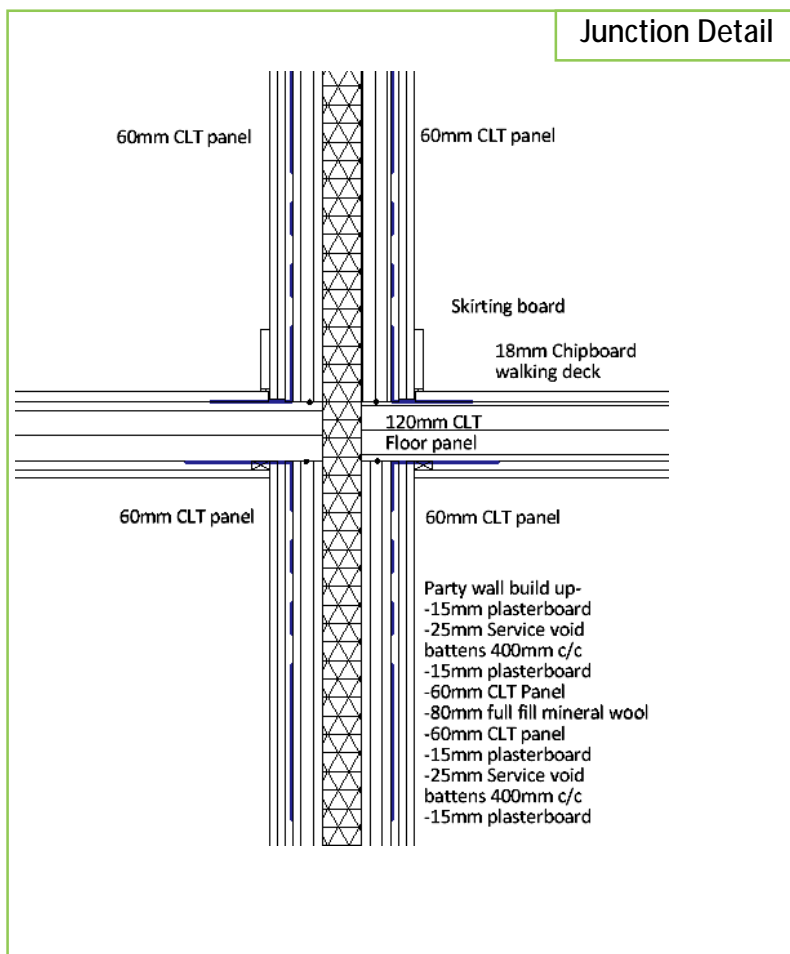 Junction Detail
60mm CLT panel
60mm CLT panel
Skirting board
18mm Chipboard
walking deck
120mm CLT
Floor panel
60mm CLT panel
60mm CLT panel
Party wall build up-
-15mm plasterboard
-25mm Service void
battens 400mm c/c
-15mm plasterboard
-60mm CLT Panel
-80mm full fill mineral wool
-60mm CLT panel
-15mm plasterboard
-25mm Service void
battens 400mm c/c
-15mm plasterboard